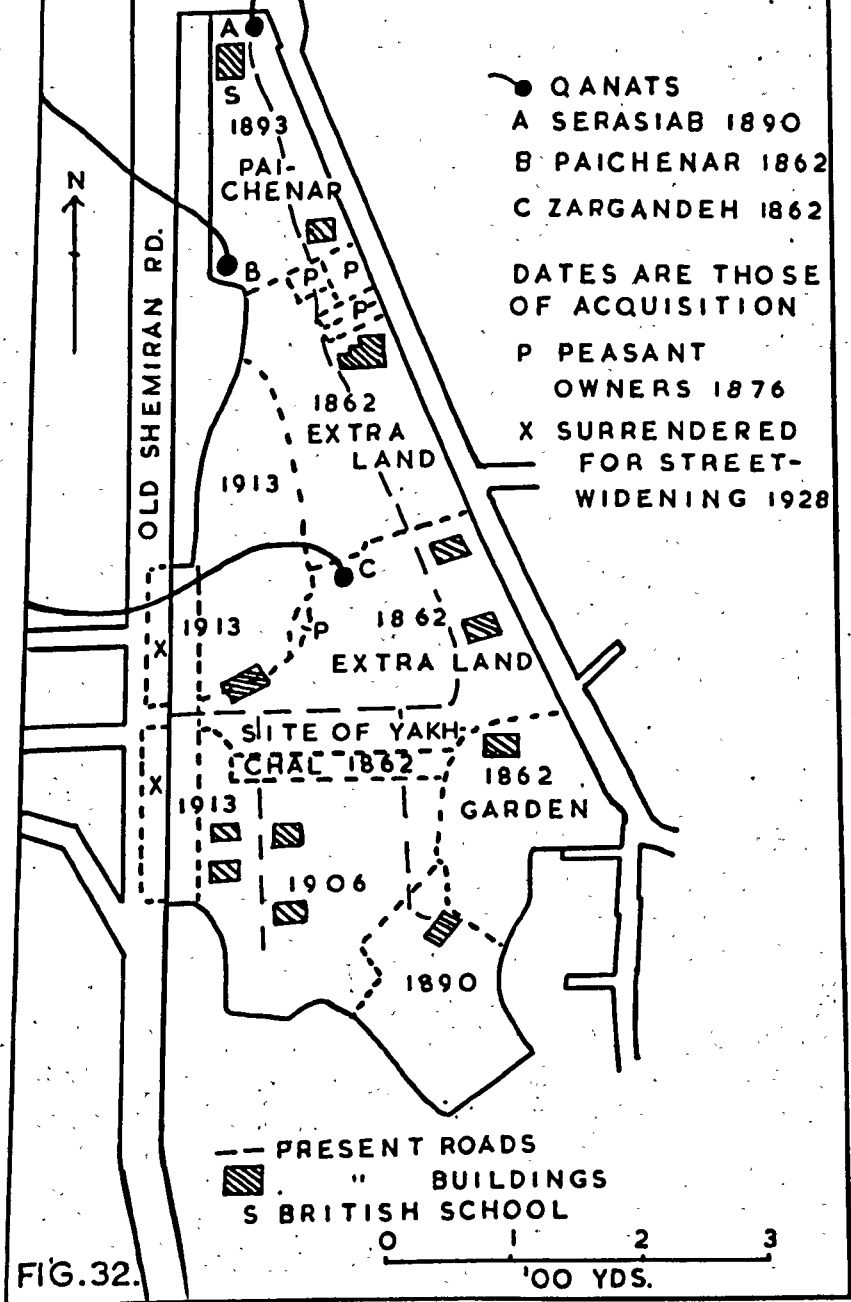 A
S
1893
PAI-
CHENAR
N
B
P
P
P
OLD SHEMIRAN RD.
1862
EXTRA
LAND
1913
C
1913
P
1862
EXTRA LAND
X
SITE OF YAKH-
CHAL 1862
X
1913
1862
GARDEN
1906
1890
QANATS
A SERASIAB 1890
B PAICHENAR 1862
C ZARGANDEH 1862
DATES ARE THOSE
OF ACQUISITION
P PEASANT
OWNERS 1876
X SURRENDERED
FOR STREET-
WIDENING 1928
PRESENT ROADS
" BUILDINGS
S BRITISH SCHOOL
0 1 2 3
'00 YDS.
FIG.32.